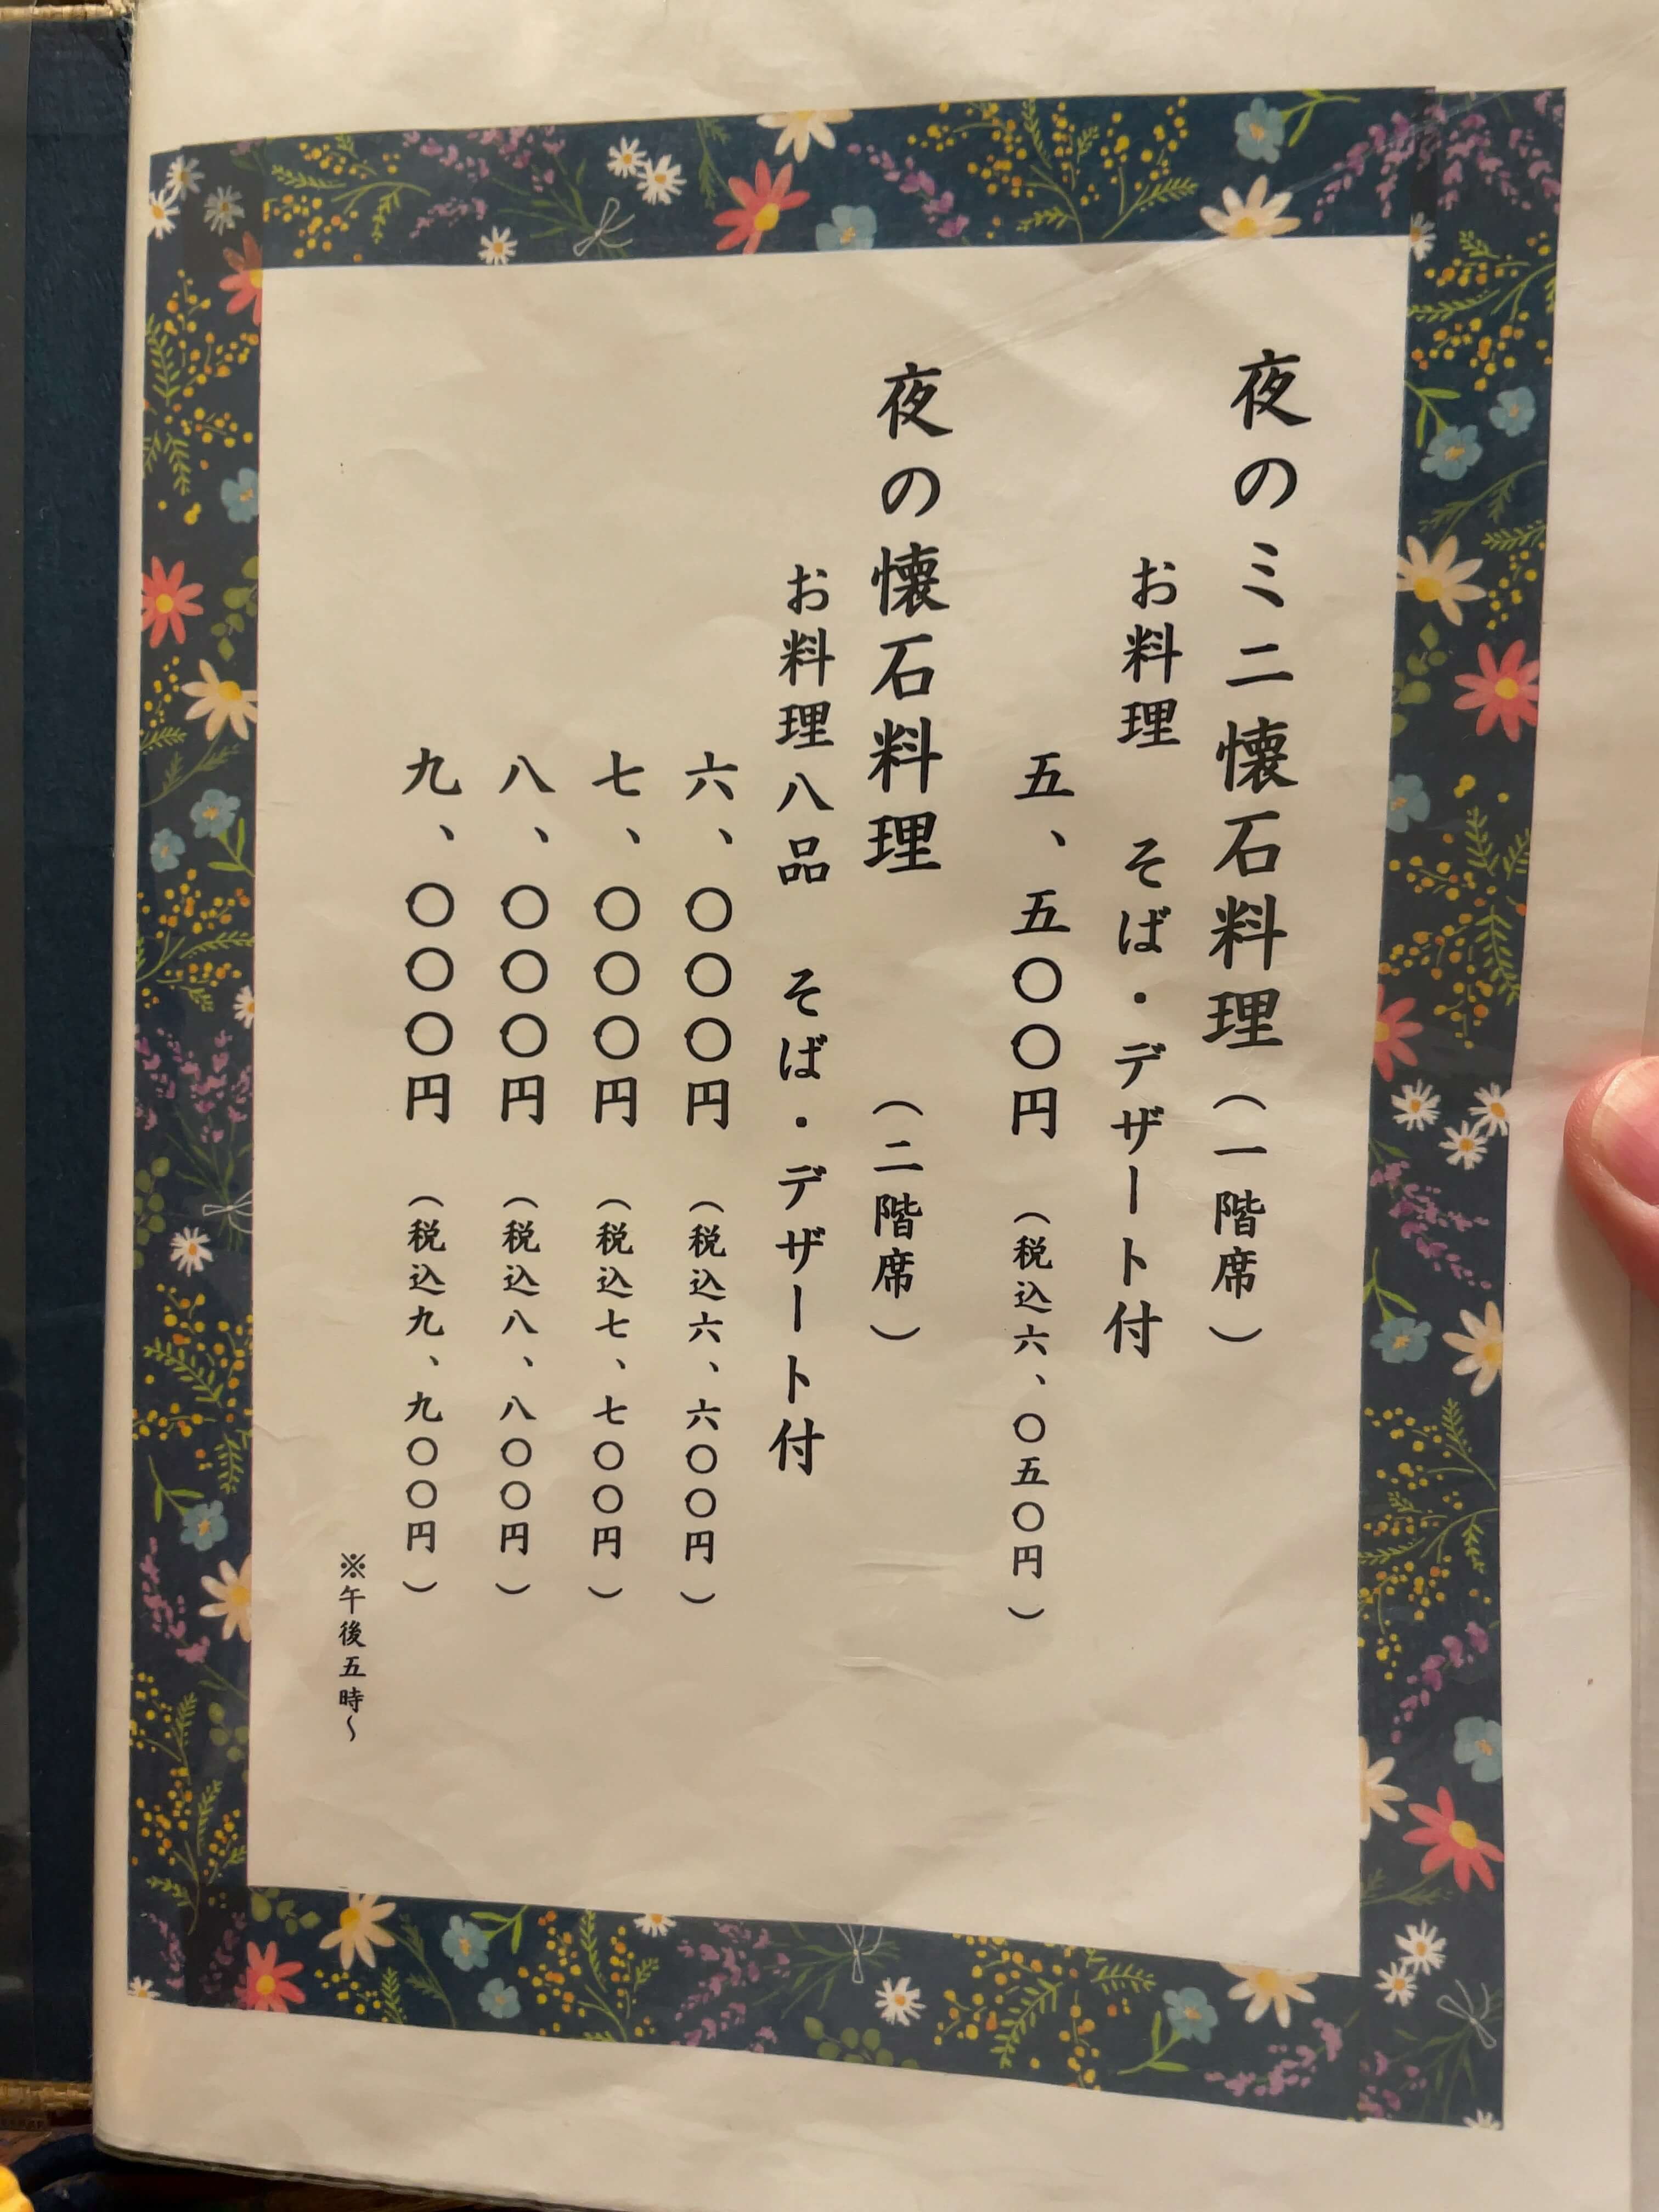 夜のミニ懐石料理（一階席）
お料理　そば・デザート付
五、五〇〇円（税込六、〇五〇円）
夜の懐石料理　（二階席）
お料理八品　そば・デザート付
六、〇〇〇円（税込六、六〇〇円）
七、〇〇〇円（税込七、七〇〇円）
八、〇〇〇円（税込八、八〇〇円）
九、〇〇〇円（税込九、九〇〇円）
※午後五時～